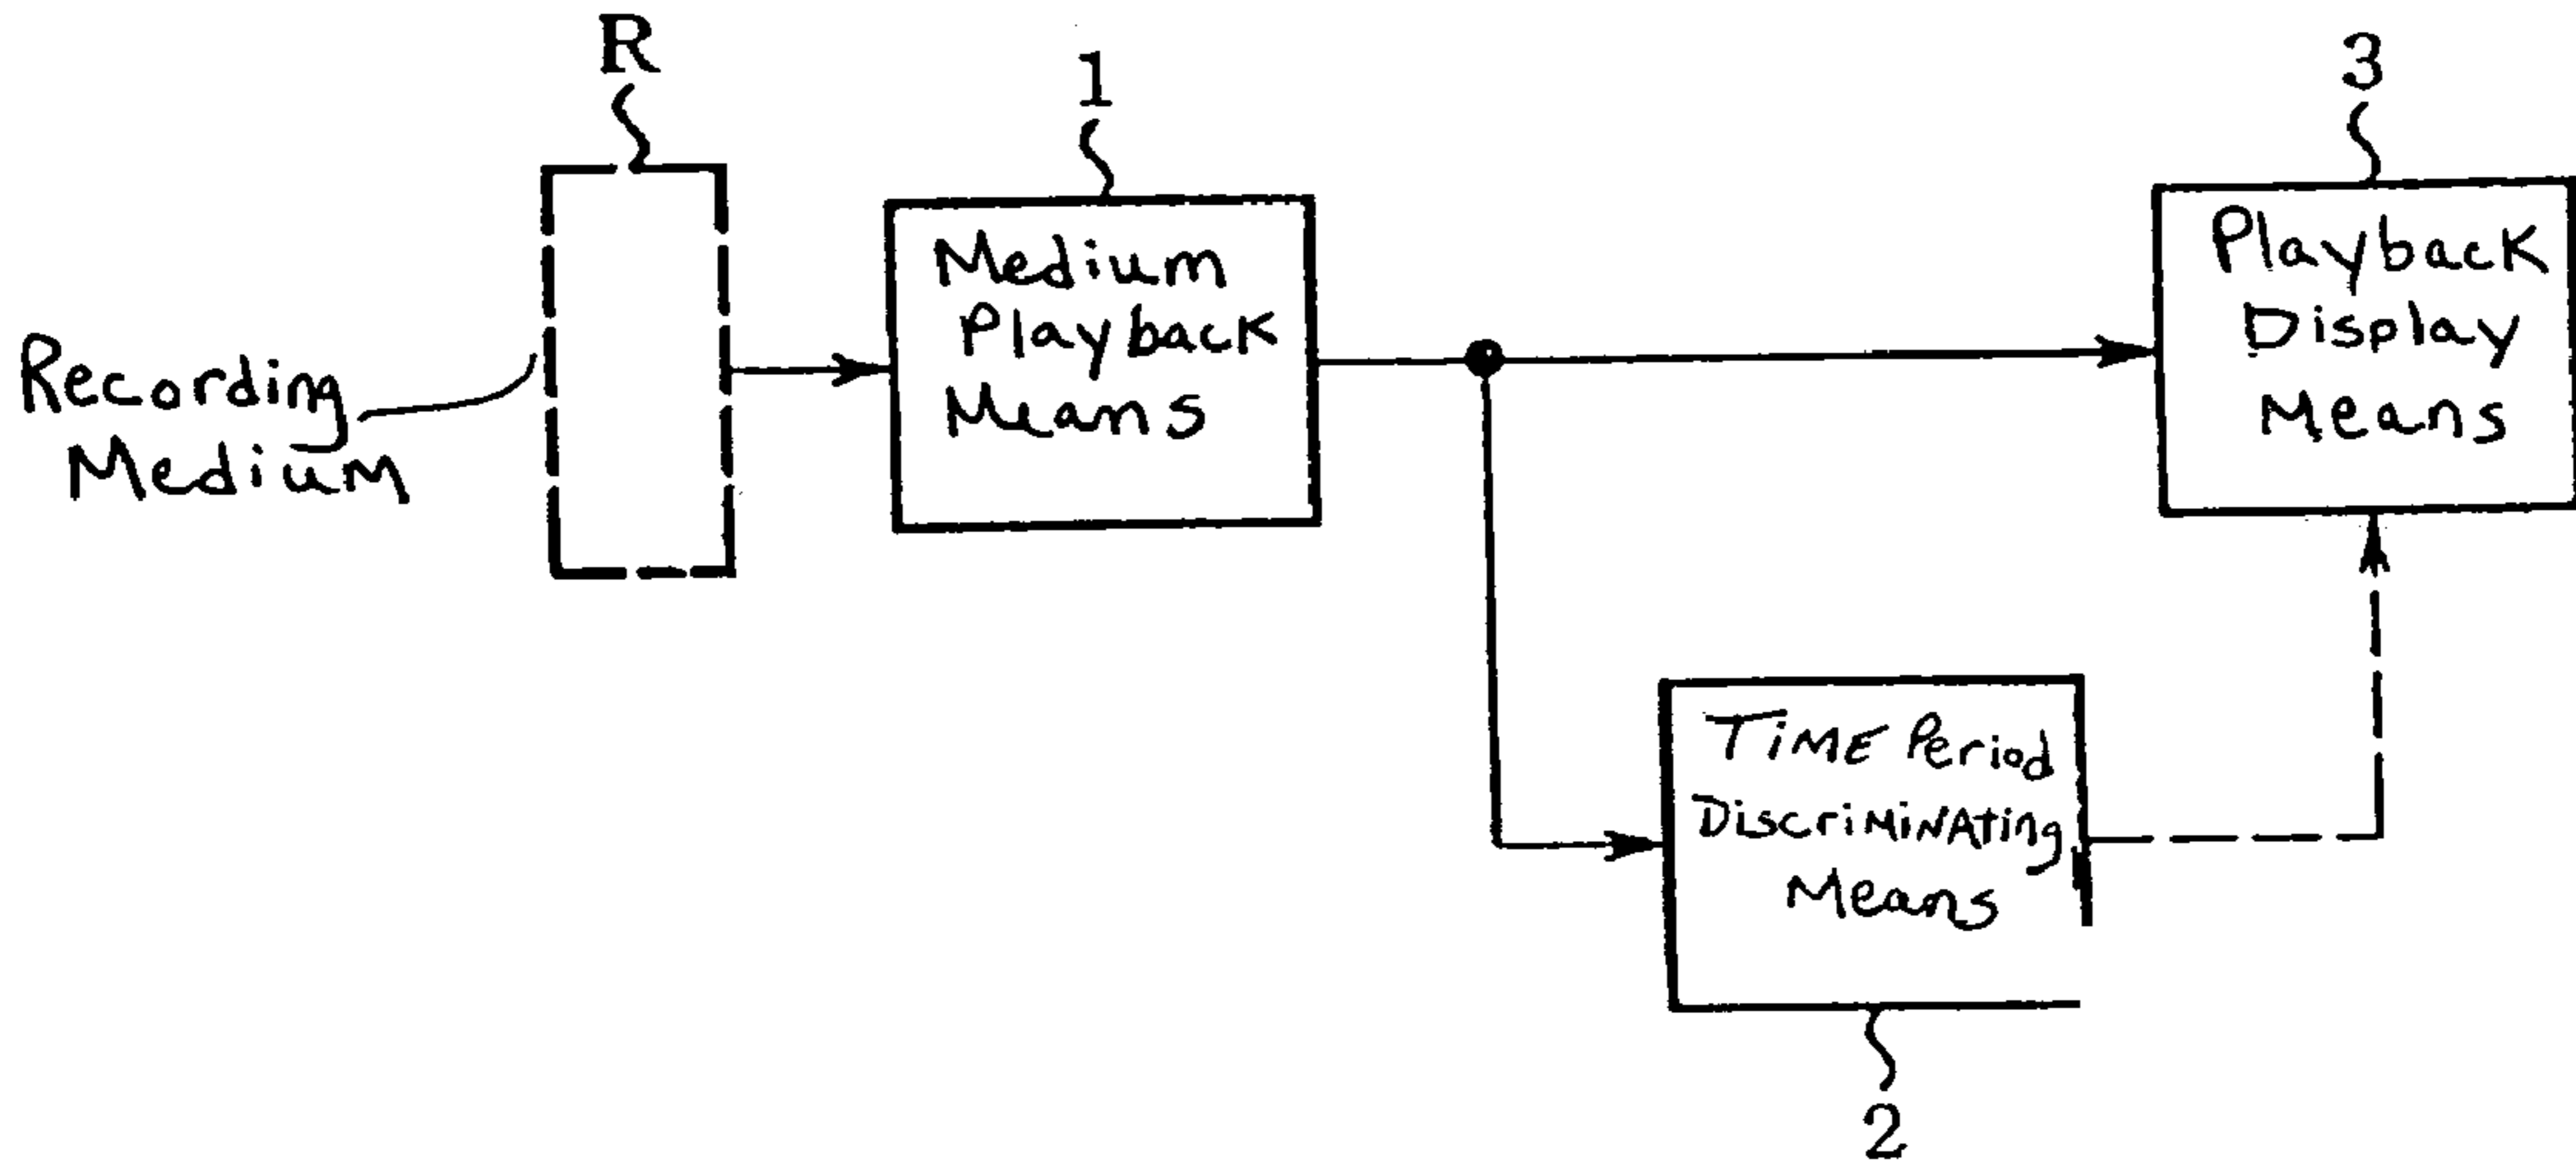 R
1
3
Recording
Medium
Medium
Playback
Means
Playback
Display
Means
TiME Period
DiscriMiNAting
Means
2